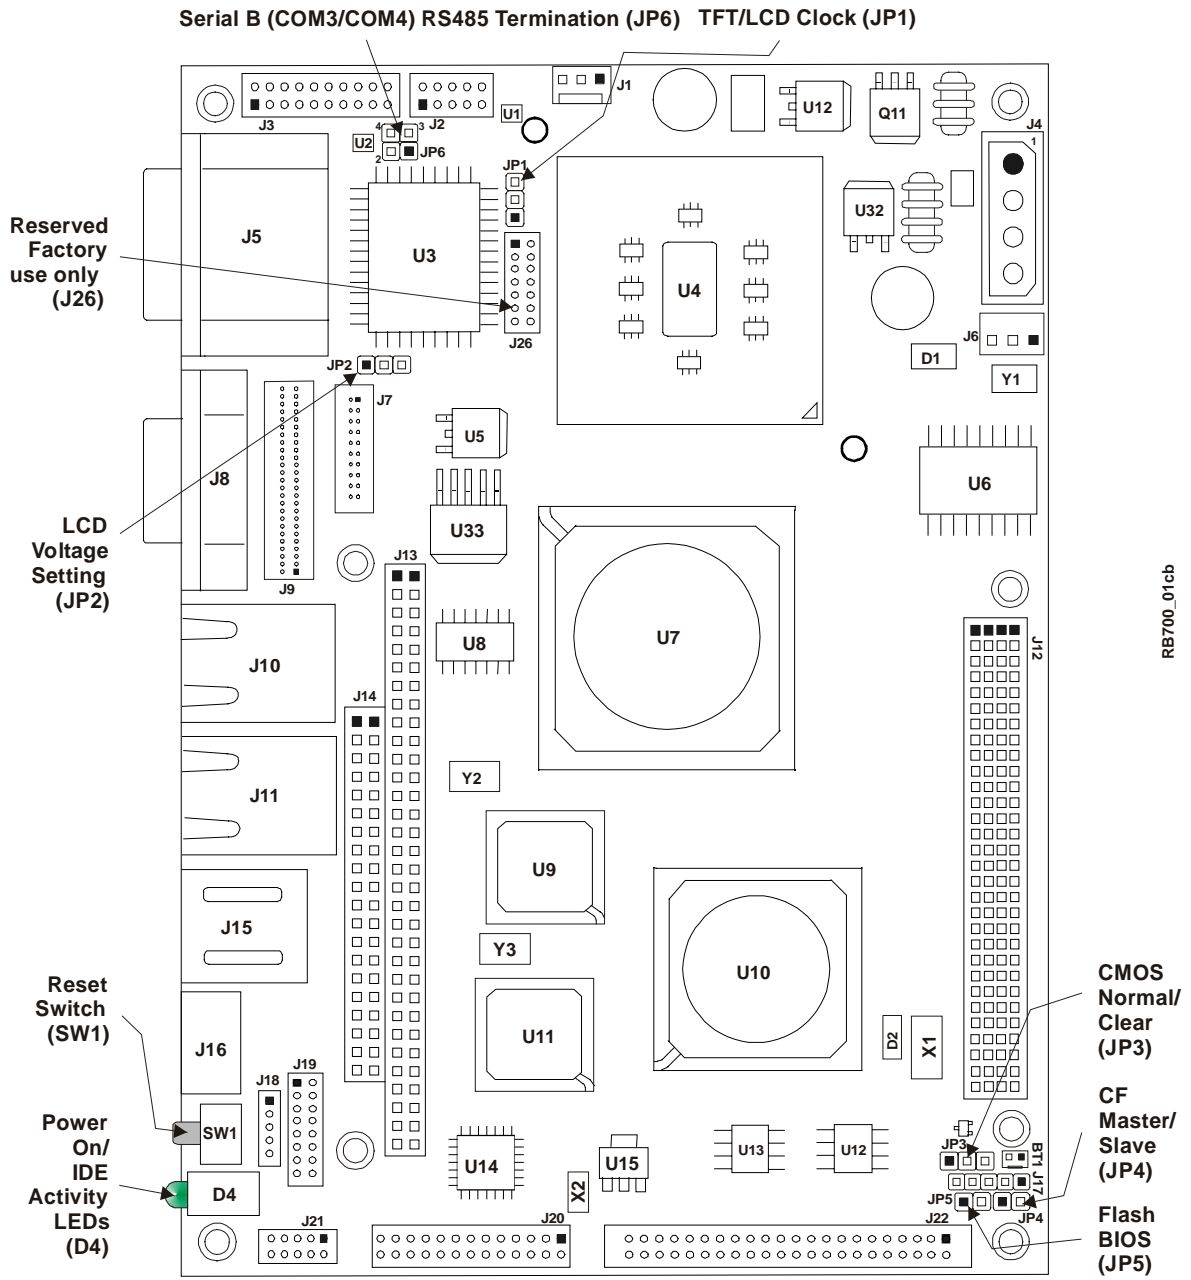 Serial B (COM3/COM4) RS485 Termination (JP6)
TFT/LCD Clock (JP1)
J3
J2
U1
J1
U12
Q11
J4
1
4
3
U2
2
JP6
JP1
Reserved
Factory
use only
(J26)
J5
U3
J26
U4
U32
J6
D1
Y1
JP2
J7
J8
J9
U5
U33
U6
LCD
Voltage
Setting
(JP2)
J13
U7
U8
RB700_01cb
J12
J10
J14
J11
Y2
U9
J15
Y3
U10
U11
D2
X1
Reset
Switch
(SW1)
CMOS
Normal/
Clear
(JP3)
J16
J18
J19
SW1
Power
On/
IDE
Activity
LEDs
(D4)
D4
CF
Master/
Slave
(JP4)
U14
U15
X2
U13
U12
JP3
BT1
J17
JP5
JP4
J21
J20
J22
Flash
BIOS
(JP5)